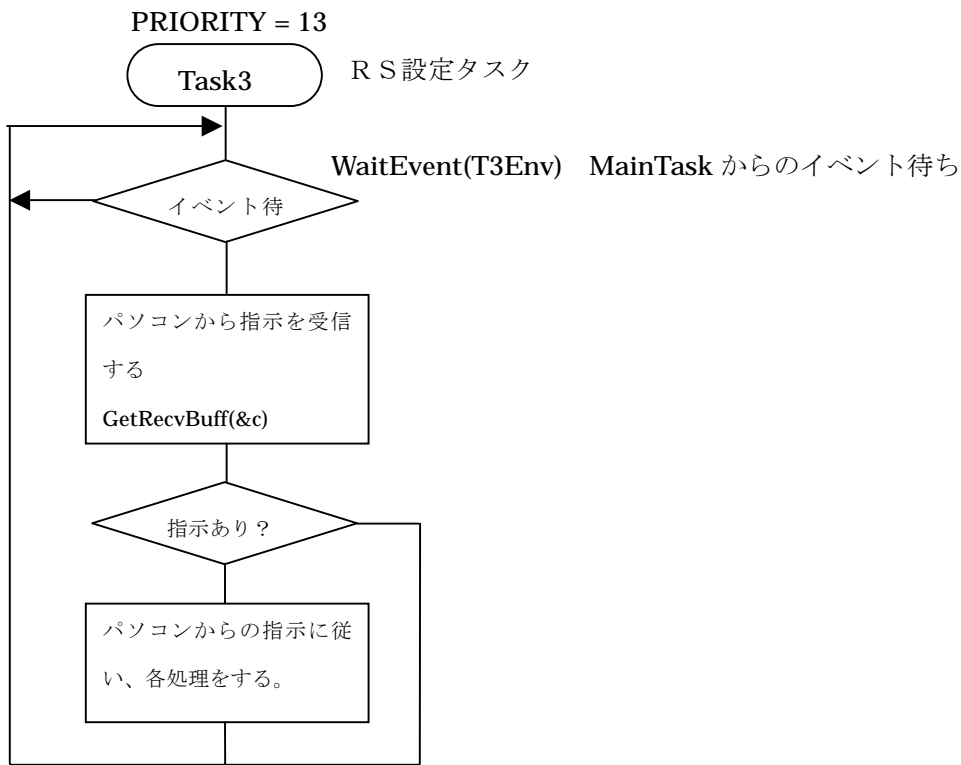 PRIORITY = 13
Task3
ＲＳ設定タスク
WaitEvent(T3Env)　MainTask からのイベント待ち
イベント待
パソコンから指示を受信
する
GetRecvBuff(&c)
指示あり？
パソコンからの指示に従
い、各処理をする。